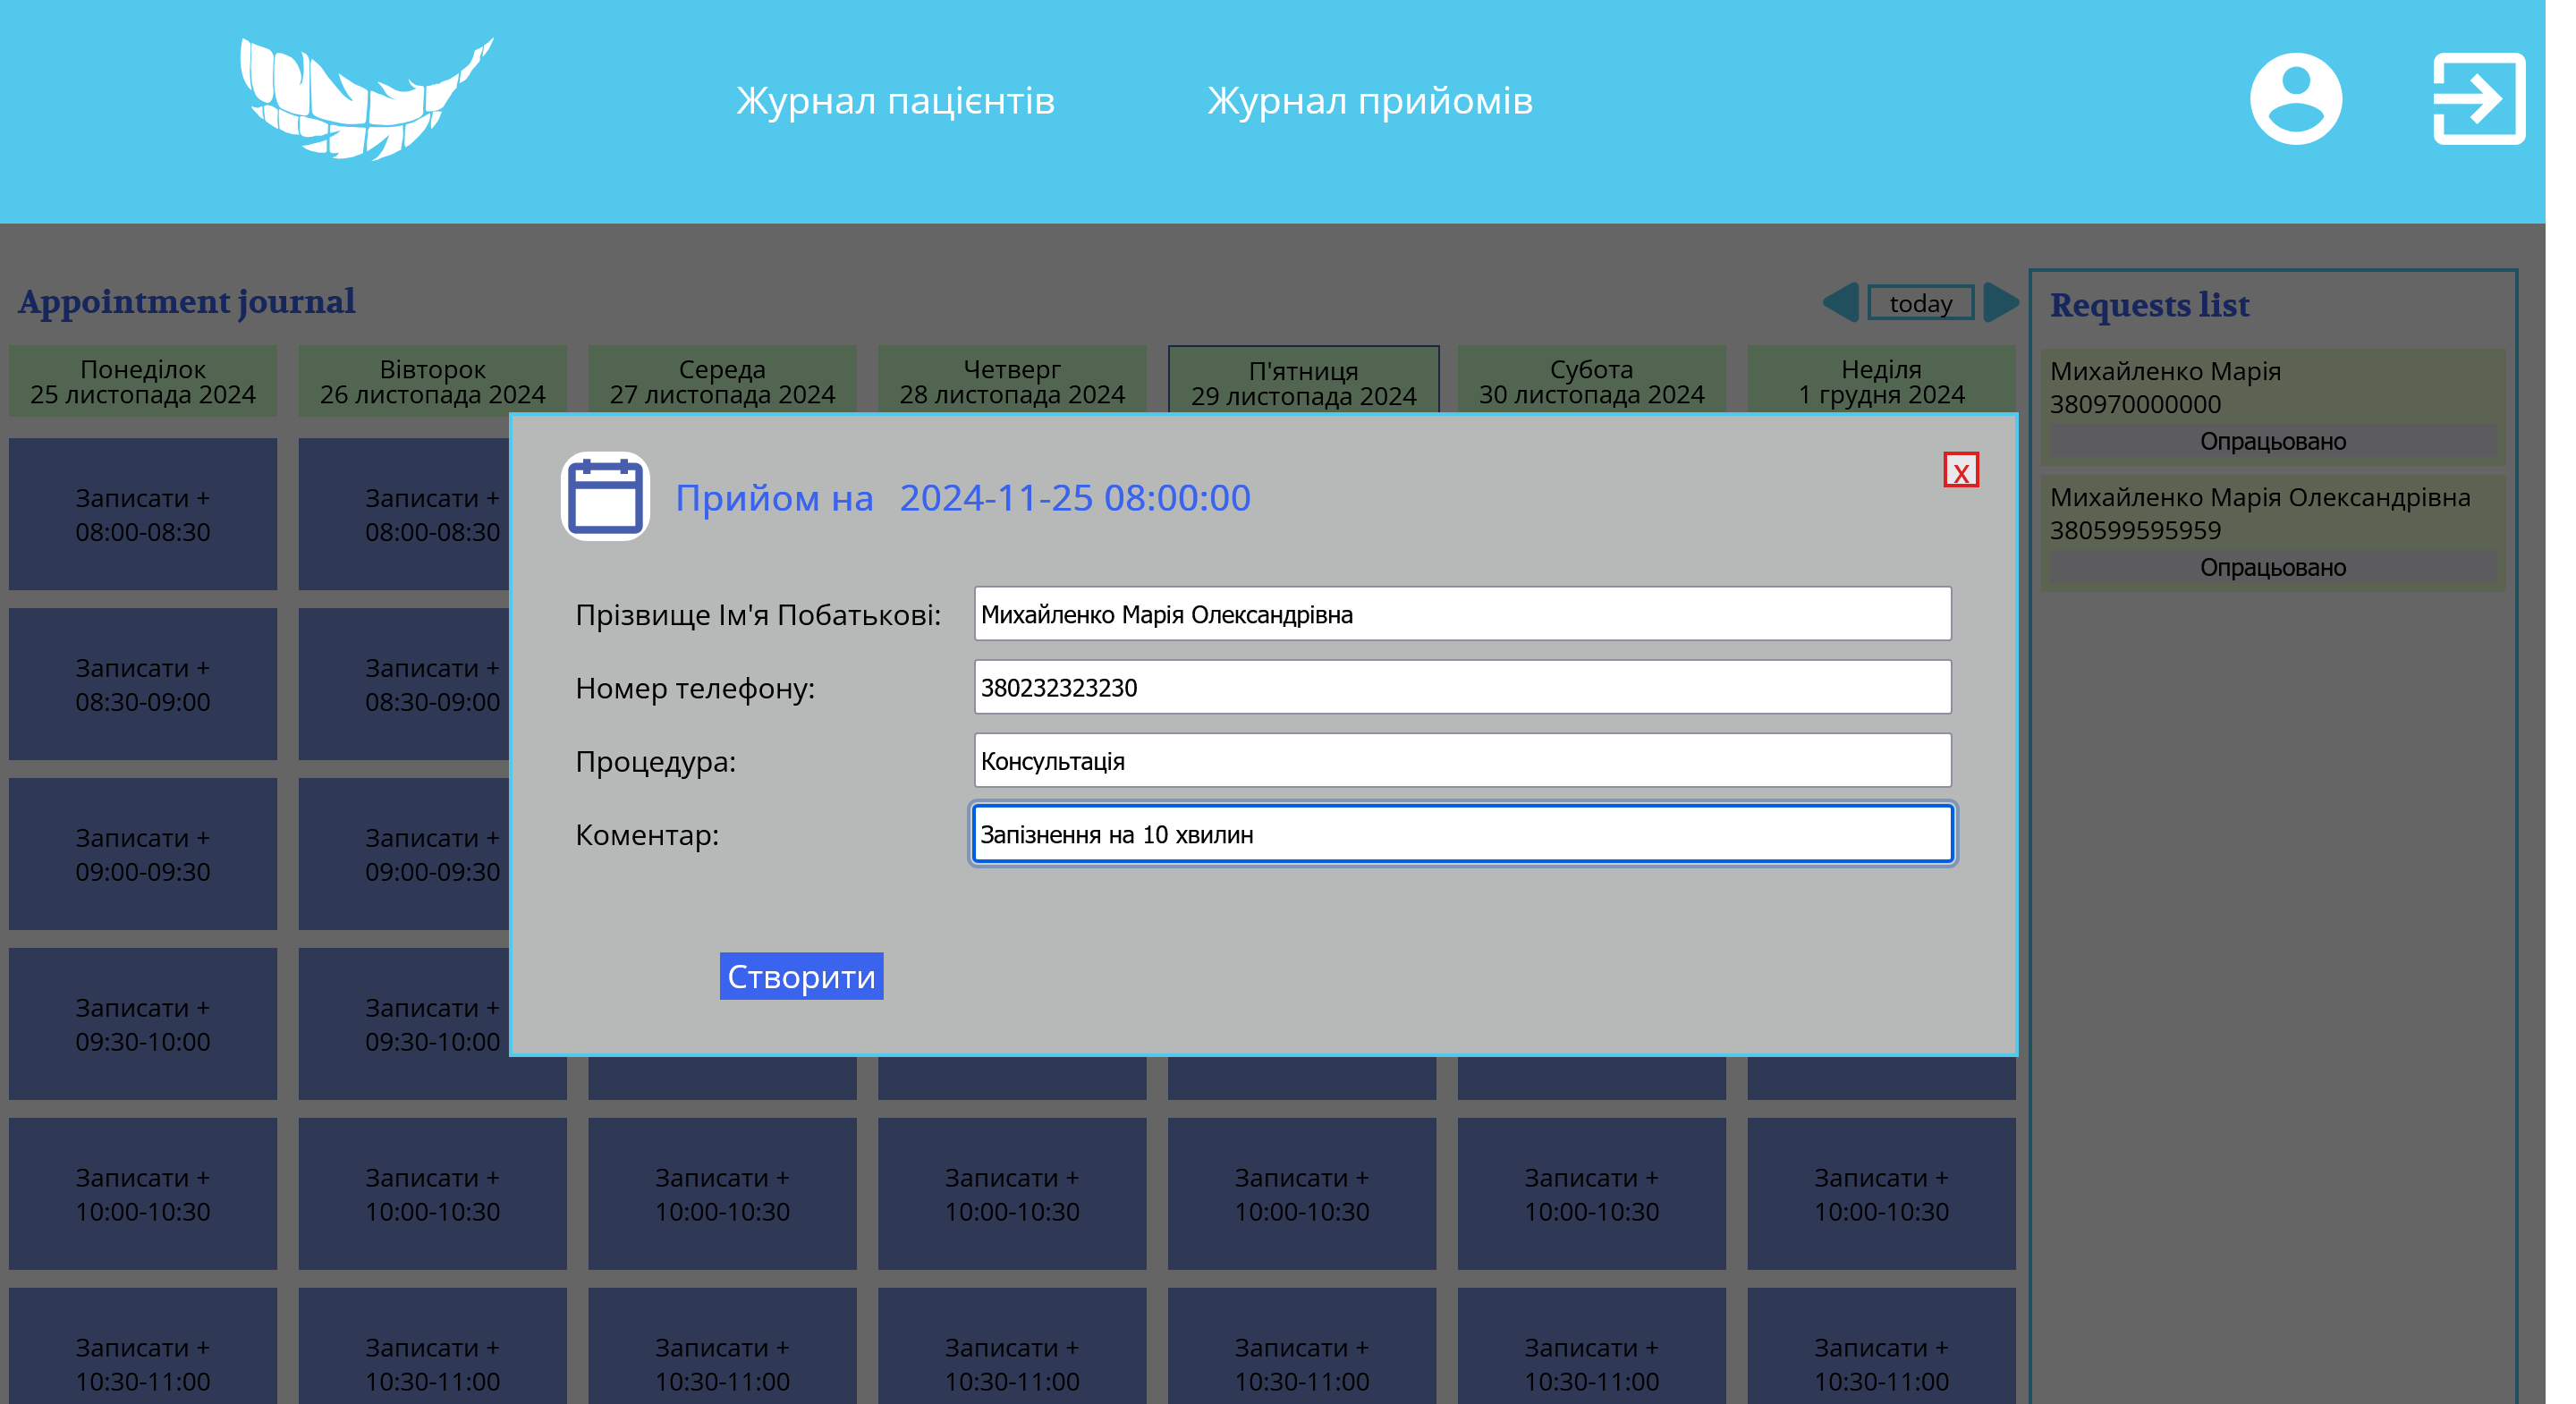 Журнал пацієнтів
Журнал прийомів
Appointment journal
today
Requests list
Понеділок
25 листопада 2024
Вівторок
26 листопада 2024
Середа
27 листопада 2024
Четверг
28 листопада 2024
П'ятниця
29 листопада 2024
Субота
30 листопада 2024
Неділя
1 грудня 2024
Михайленко Марія
380970000000
Опрацьовано
Михайленко Марія Олександрівна
380599595959
Опрацьовано
Прийом на 2024-11-25 08:00:00
x
Прізвище Ім'я Побатькові:
Михайленко Марія Олександрівна
Номер телефону:
380232323230
Процедура:
Консультація
Коментар:
Запізнення на 10 хвилин
Створити
Записати +
08:00-08:30
Записати +
08:00-08:30
Записати +
08:30-09:00
Записати +
08:30-09:00
Записати +
09:00-09:30
Записати +
09:00-09:30
Записати +
09:30-10:00
Записати +
09:30-10:00
Записати +
10:00-10:30
Записати +
10:00-10:30
Записати +
10:00-10:30
Записати +
10:00-10:30
Записати +
10:00-10:30
Записати +
10:00-10:30
Записати +
10:00-10:30
Записати +
10:30-11:00
Записати +
10:30-11:00
Записати +
10:30-11:00
Записати +
10:30-11:00
Записати +
10:30-11:00
Записати +
10:30-11:00
Записати +
10:30-11:00